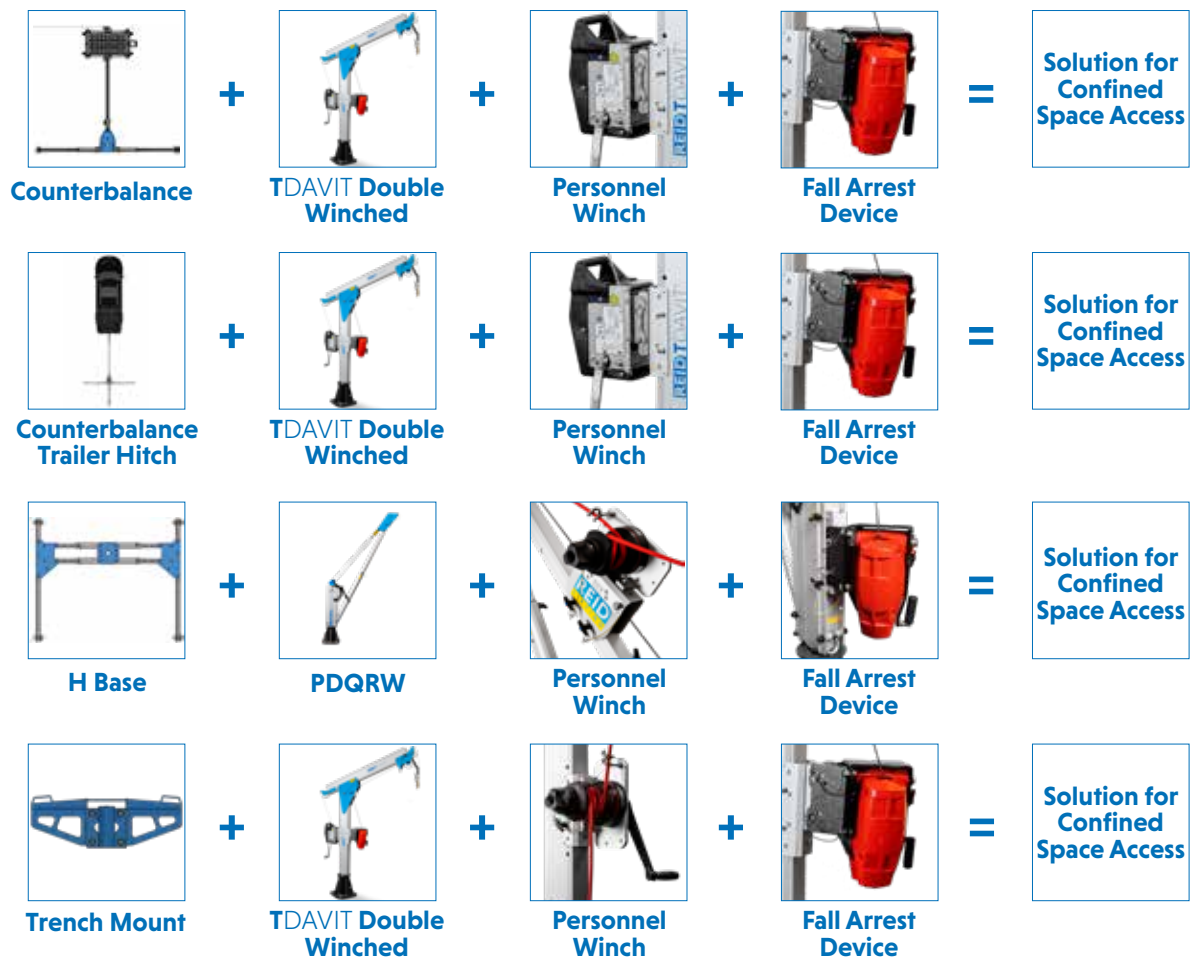 Solution for
Confined
Space Access
REIDTDAVIT
Counterbalance
TDAVIT Double
Winched
Personnel
Winch
Fall Arrest
Device
Solution for
Confined
Space Access
REIDTDAVIT
Counterbalance
Trailer Hitch
TDAVIT Double
Winched
Personnel
Winch
Fall Arrest
Device
Solution for
Confined
Space Access
REID
H Base
PDQRW
Personnel
Winch
Fall Arrest
Device
Solution for
Confined
Space Access
Trench Mount
TDAVIT Double
Winched
Personnel
Winch
Fall Arrest
Device